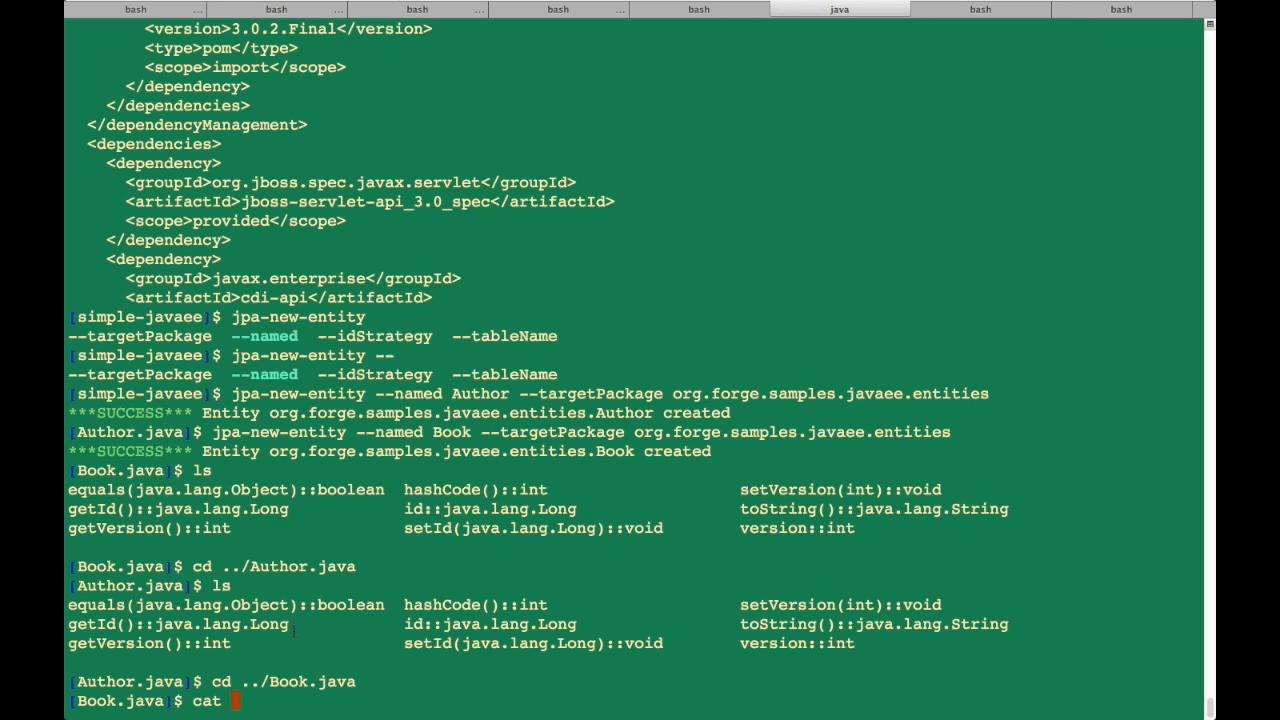 bash ... bash ... bash ... bash ... bash java bash bash
<version>3.0.2.Final</version>
<type>pom</type>
<scope>import</scope>
</dependency>
</dependencies>
</dependencyManagement>
<dependencies>
<dependency>
<groupId>org.jboss.spec.javax.servlet</groupId>
<artifactId>jboss-servlet-api_3.0_spec</artifactId>
<scope>provided</scope>
</dependency>
<dependency>
<groupId>javax.enterprise</groupId>
<artifactId>cdi-api</artifactId>
[simple-javaee]$ jpa-new-entity
--targetPackage --named --idStrategy --tableName
[simple-javaee]$ jpa-new-entity --
--targetPackage --named --idStrategy --tableName
[simple-javaee]$ jpa-new-entity --named Author --targetPackage org.forge.samples.javaee.entities
***SUCCESS*** Entity org.forge.samples.javaee.entities.Author created
[Author.java]$ jpa-new-entity --named Book --targetPackage org.forge.samples.javaee.entities
***SUCCESS*** Entity org.forge.samples.javaee.entities.Book created
[Book.java]$ ls
equals(java.lang.Object)::boolean hashCode()::int setVersion(int)::void
getId()::java.lang.Long id::java.lang.Long toString()::java.lang.String
getVersion()::int setId(java.lang.Long)::void version::int
[Book.java]$ cd ../Author.java
[Author.java]$ ls
equals(java.lang.Object)::boolean hashCode()::int setVersion(int)::void
getId()::java.lang.Long id::java.lang.Long toString()::java.lang.String
getVersion()::int setId(java.lang.Long)::void version::int
[Author.java]$ cd ../Book.java
[Book.java]$ cat